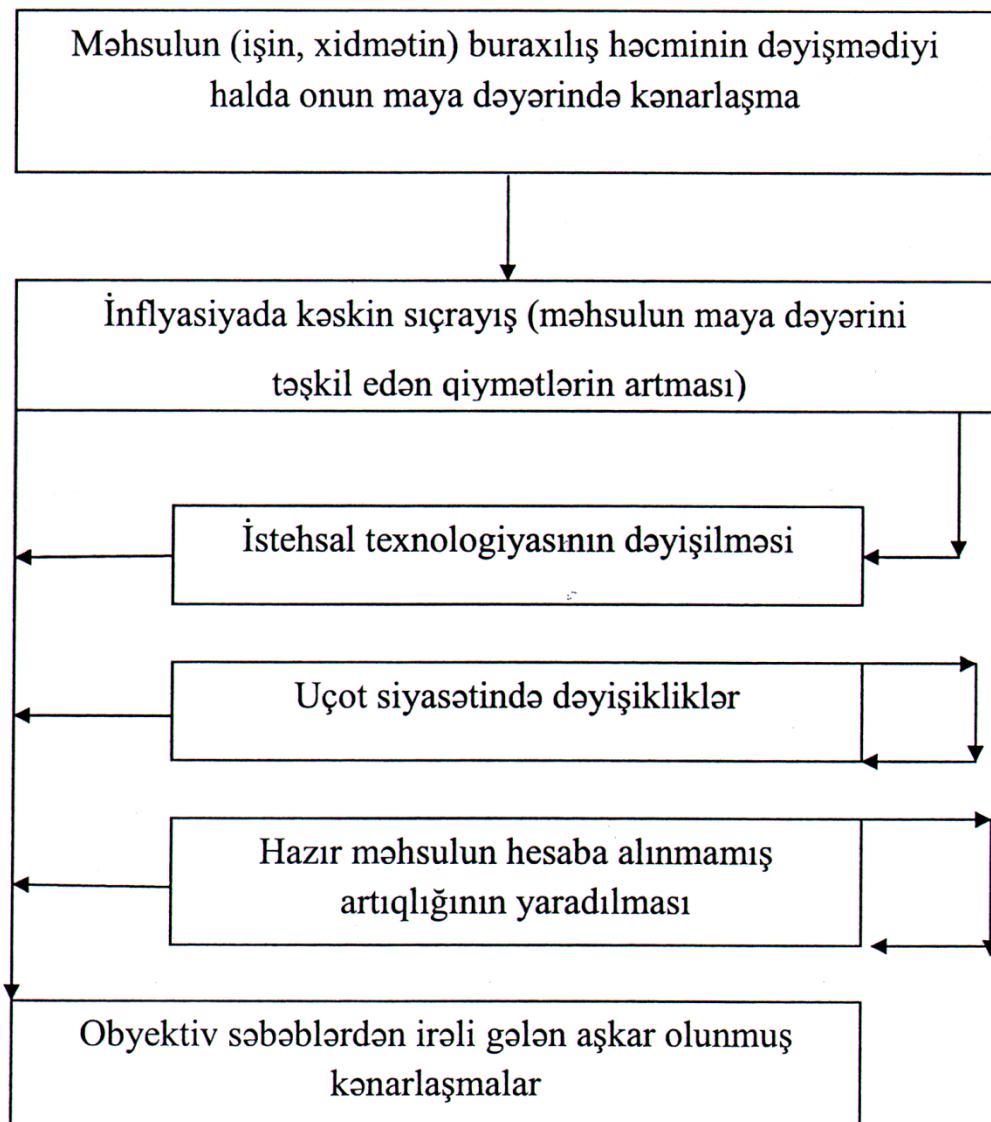 Məhsulun (işin, xidmətin) buraxılış həcminin dəyişmədiyi
halda onun maya dəyərində kənarlaşma
İnflyasiyada kəskin sıçrayış (məhsulun maya dəyərini
təşkil edən qiymətlərin artması)
İstehsal texnologiyasının dəyişilməsi
Uçot siyasətində dəyişikliklər
Hazır məhsulun hesaba alınmamış
artıqlığının yaradılması
Obyektiv səbəblərdən irəli gələn aşkar olunmuş
kənarlaşmalar